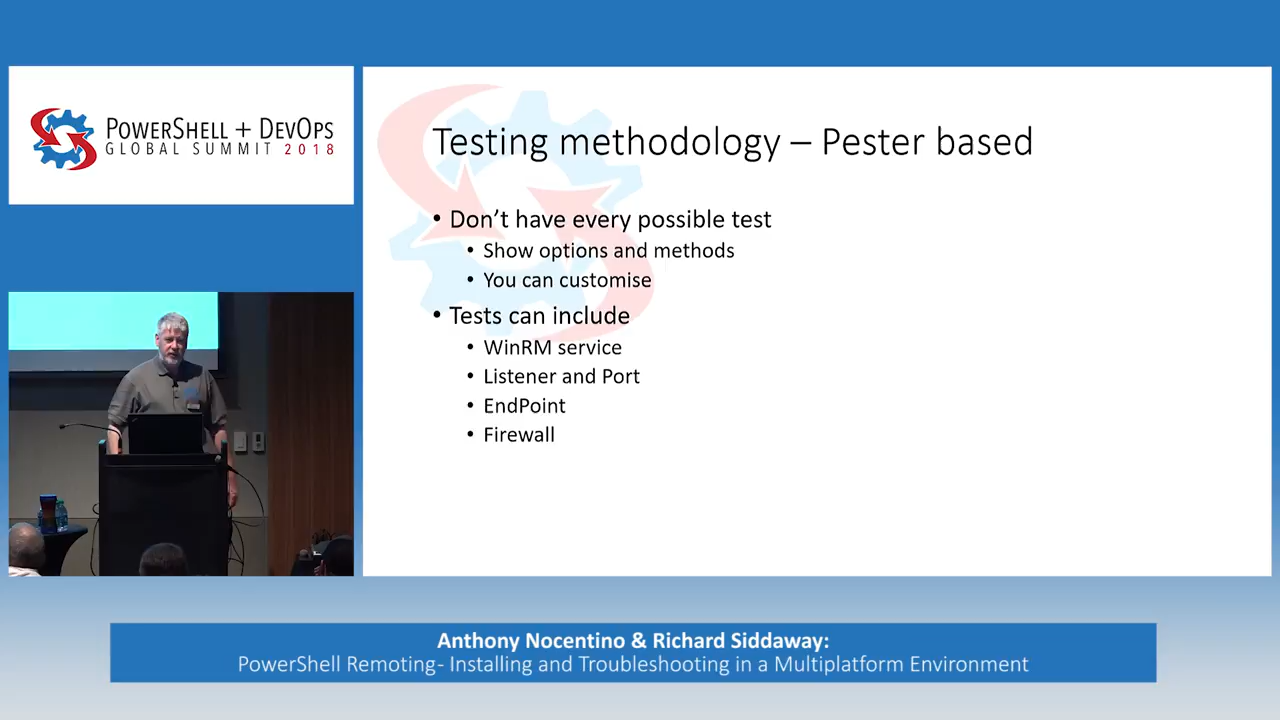 POWERSHELL + DEVOPS
GLOBAL SUMMIT 2018
Testing methodology – Pester based
• Don't have every possible test
• Show options and methods
• You can customise
• Tests can include
• WinRM service
• Listener and Port
• EndPoint
• Firewall
Anthony Nocentino & Richard Siddaway:
PowerShell Remoting - Installing and Troubleshooting in a Multiplatform Environment